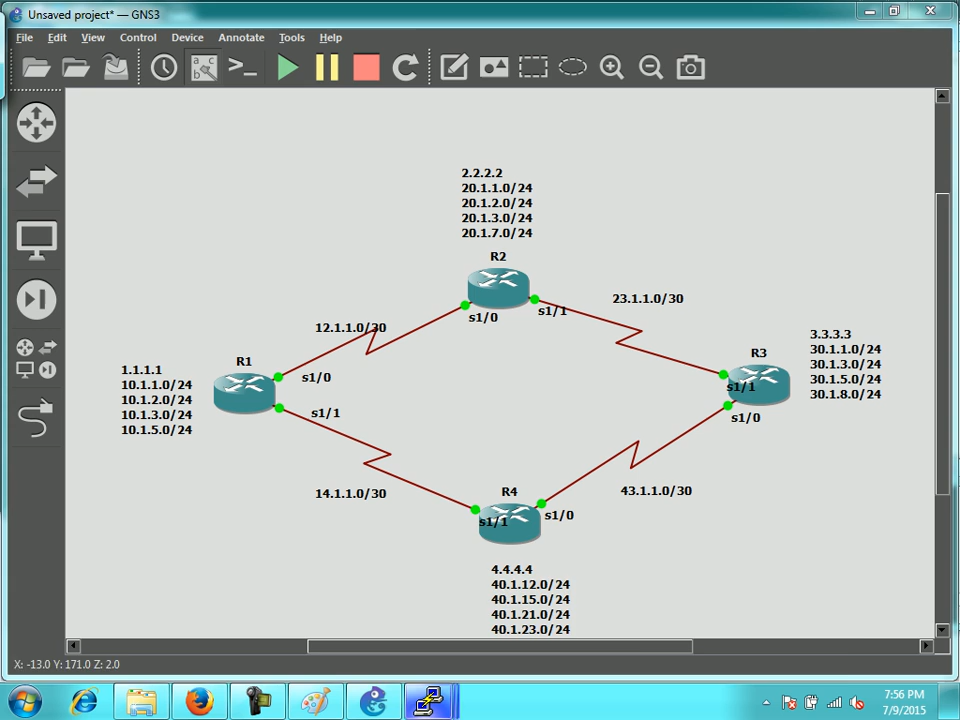 Unsaved project* — GNS3
File Edit View Control Device Annotate Tools Help
2.2.2.2
20.1.1.0/24
20.1.2.0/24
20.1.3.0/24
20.1.7.0/24
R2
s1/0
s1/1
23.1.1.0/30
12.1.1.0/30
R1
s1/0
s1/1
1.1.1.1
10.1.1.0/24
10.1.2.0/24
10.1.3.0/24
10.1.5.0/24
R3
s1/1
s1/0
3.3.3.3
30.1.1.0/24
30.1.3.0/24
30.1.5.0/24
30.1.8.0/24
14.1.1.0/30
43.1.1.0/30
R4
s1/1
s1/0
4.4.4.4
40.1.12.0/24
40.1.15.0/24
40.1.21.0/24
40.1.23.0/24
X: -13.0 Y: 171.0 Z: 2.0
7:56 PM
7/9/2015